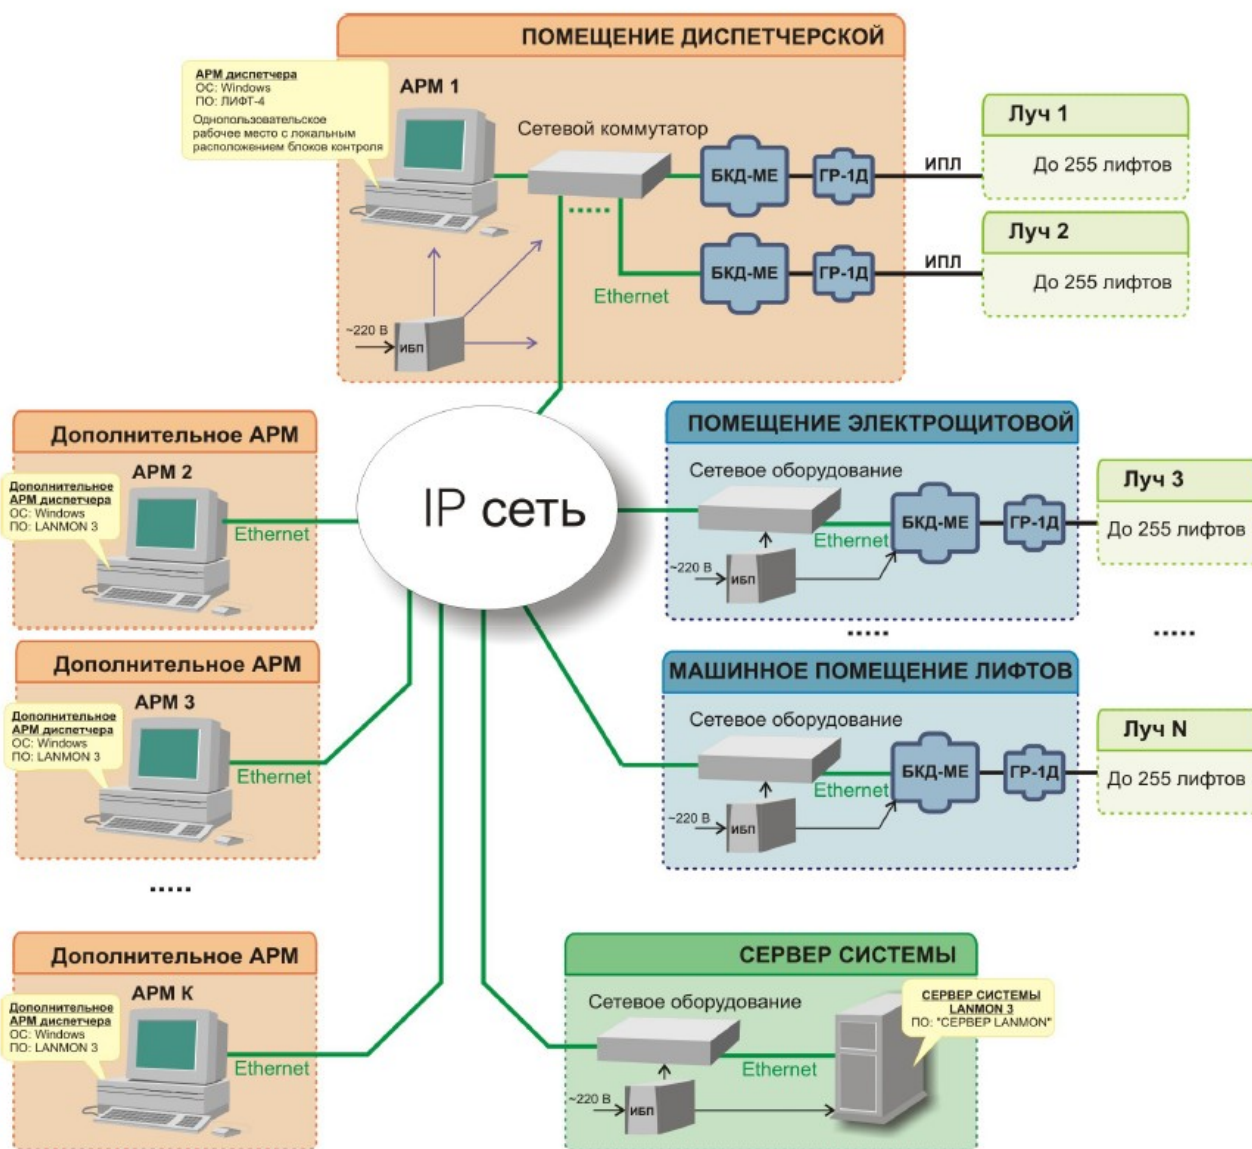 ПОМЕЩЕНИЕ ДИСПЕТЧЕРСКОЙ
АРМ диспетчера
ОС: Windows
ПО: ЛИФТ-4
Однопользовательское
рабочее место с локальным
расположением блоков контроля
АРМ 1
Сетевой коммутатор
БКД-МЕ
ГР-1Д
ИПЛ
Луч 1
До 255 лифтов
БКД-МЕ
ГР-1Д
ИПЛ
Луч 2
До 255 лифтов
Ethernet
~220 В
ИБП
IP сеть
Дополнительное АРМ
АРМ 2
Дополнительное
АРМ диспетчера
ОС: Windows
ПО: LANMON 3
Ethernet
ПОМЕЩЕНИЕ ЭЛЕКТРОЩИТОВОЙ
Сетевое оборудование
Ethernet
БКД-МЕ
ГР-1Д
~220 В
ИБП
Луч 3
До 255 лифтов
.....
.....
Дополнительное АРМ
АРМ 3
Дополнительное
АРМ диспетчера
ОС: Windows
ПО: LANMON 3
Ethernet
.....
МАШИННОЕ ПОМЕЩЕНИЕ ЛИФТОВ
Сетевое оборудование
Ethernet
БКД-МЕ
ГР-1Д
~220 В
ИБП
Луч N
До 255 лифтов
Дополнительное АРМ
АРМ К
Дополнительное
АРМ диспетчера
ОС: Windows
ПО: LANMON 3
Ethernet
СЕРВЕР СИСТЕМЫ
Сетевое оборудование
СЕРВЕР СИСТЕМЫ
LANMON 3
ПО: "СЕРВЕР LANMON"
Ethernet
~220 В
ИБП